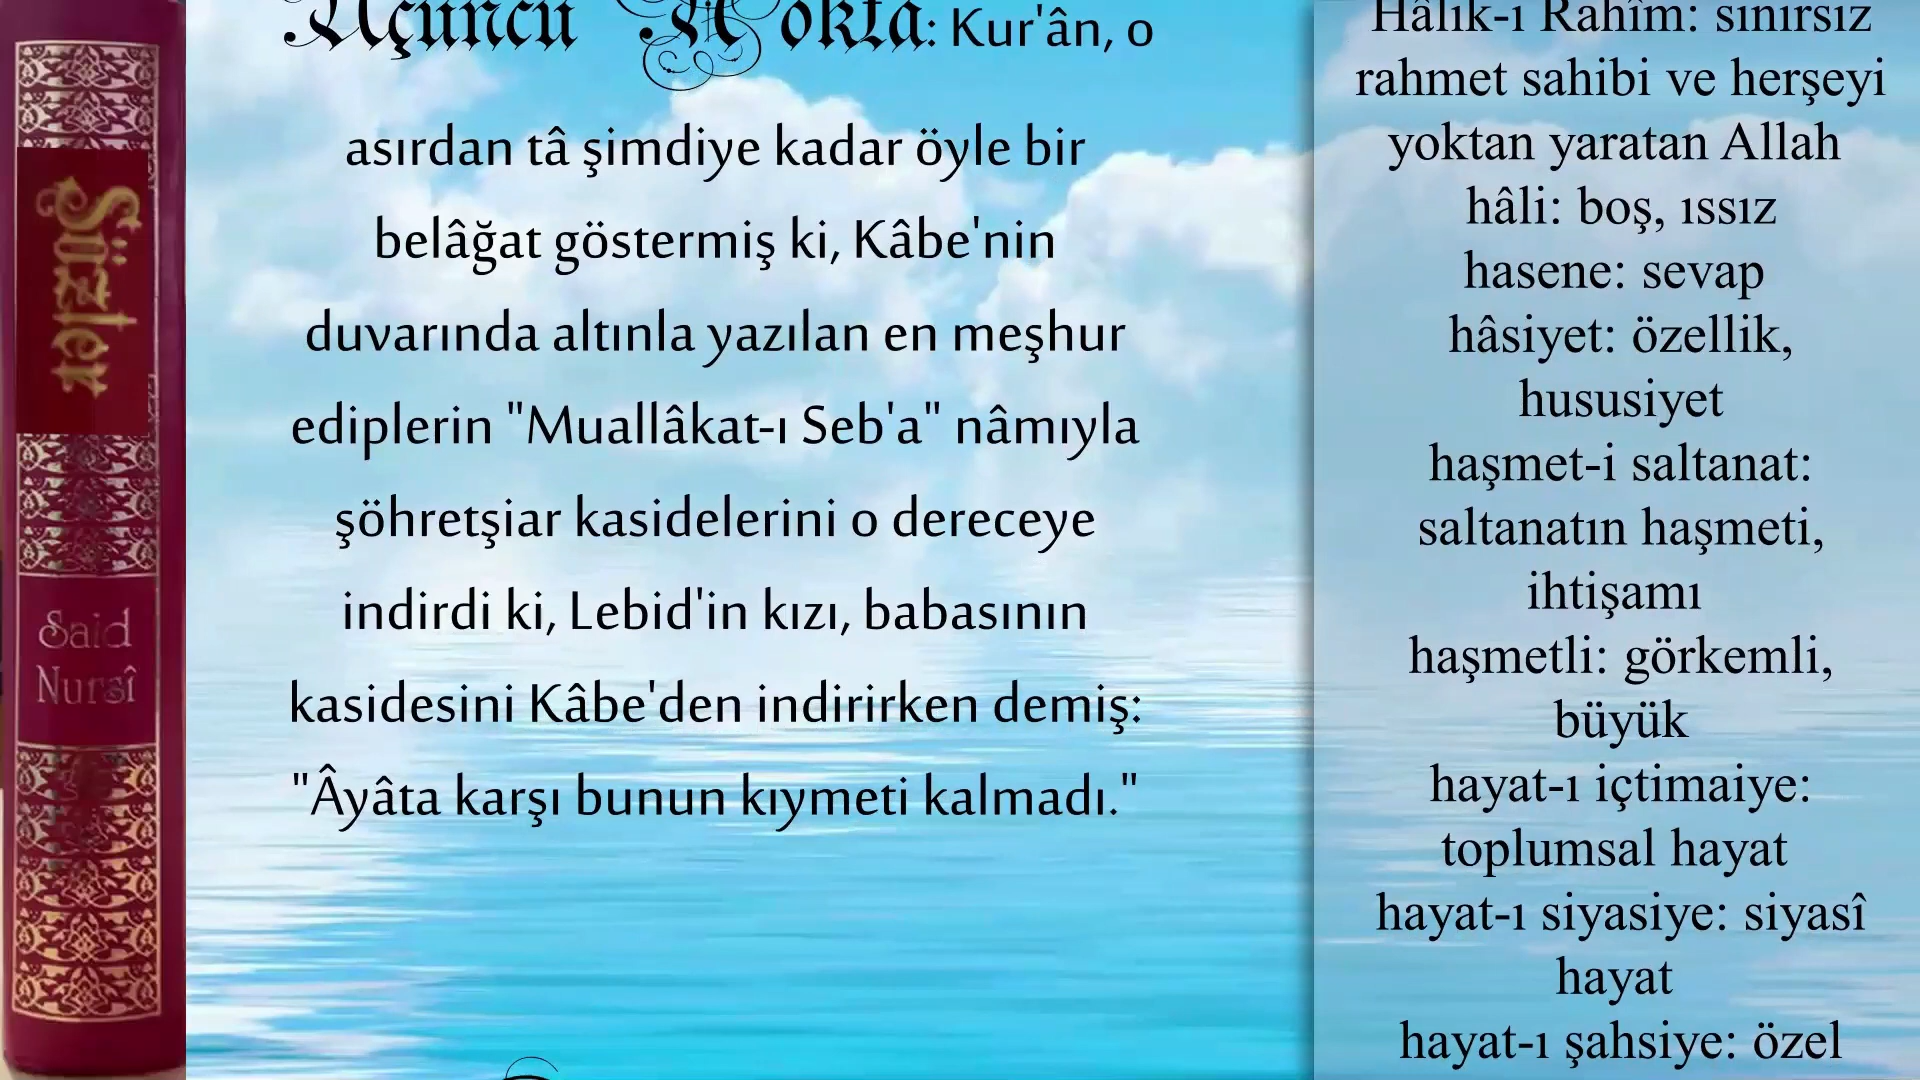 Sözler
Said
Nursî
Üçüncü Nokta: Kur'ân, o
asırdan tâ şimdiye kadar öyle bir
belâğat göstermiş ki, Kâbe'nin
duvarında altınla yazılan en meşhur
ediplerin "Muallâkat-ı Seb'a" nâmıyla
şöhretşiar kasidelerini o dereceye
indirdi ki, Lebid'in kızı, babasının
kasidesini Kâbe'den indirirken demiş:
"Âyâta karşı bunun kıymeti kalmadı."
Hâlık-ı Rahîm: sınırsız
rahmet sahibi ve herşeyi
yoktan yaratan Allah
hâli: boş, ıssız
hasene: sevap
hâsiyet: özellik,
hususiyet
haşmet-i saltanat:
saltanatın haşmeti,
ihtişamı
haşmetli: görkemli,
büyük
hayat-ı içtimaiye:
toplumsal hayat
hayat-ı siyasiye: siyasî
hayat
hayat-ı şahsiye: özel